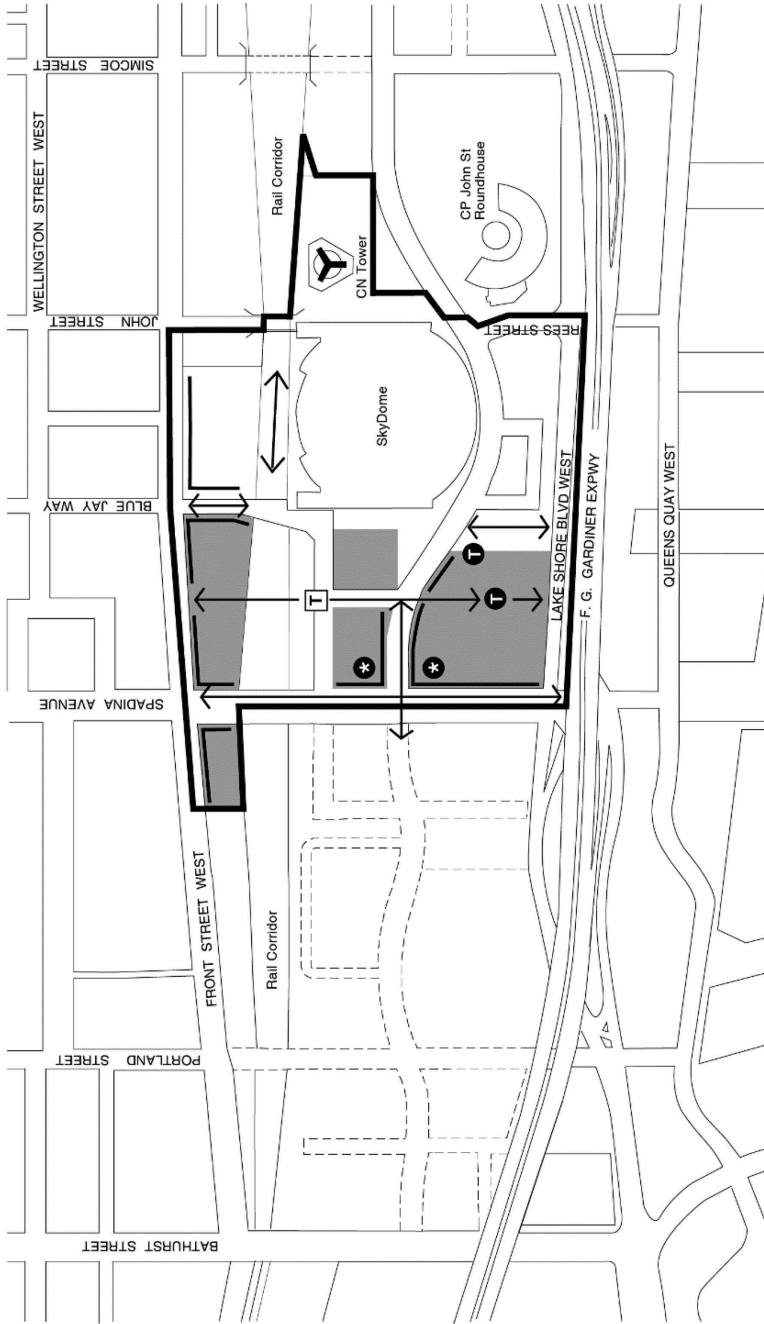 SIMCOE STREET
WELLINGTON STREET WEST
Rail Corridor
CP John St
Roundhouse
CN Tower
JOHN STREET
REES STREET
SkyDome
BLUE JAY WAY
LAKE SHORE BLVD WEST
F. G. GARDINER EXPWY
QUEENS QUAY WEST
T
T
T
*
*
SPADINA AVENUE
FRONT STREET WEST
Rail Corridor
PORTLAND STREET
BATHURST STREET